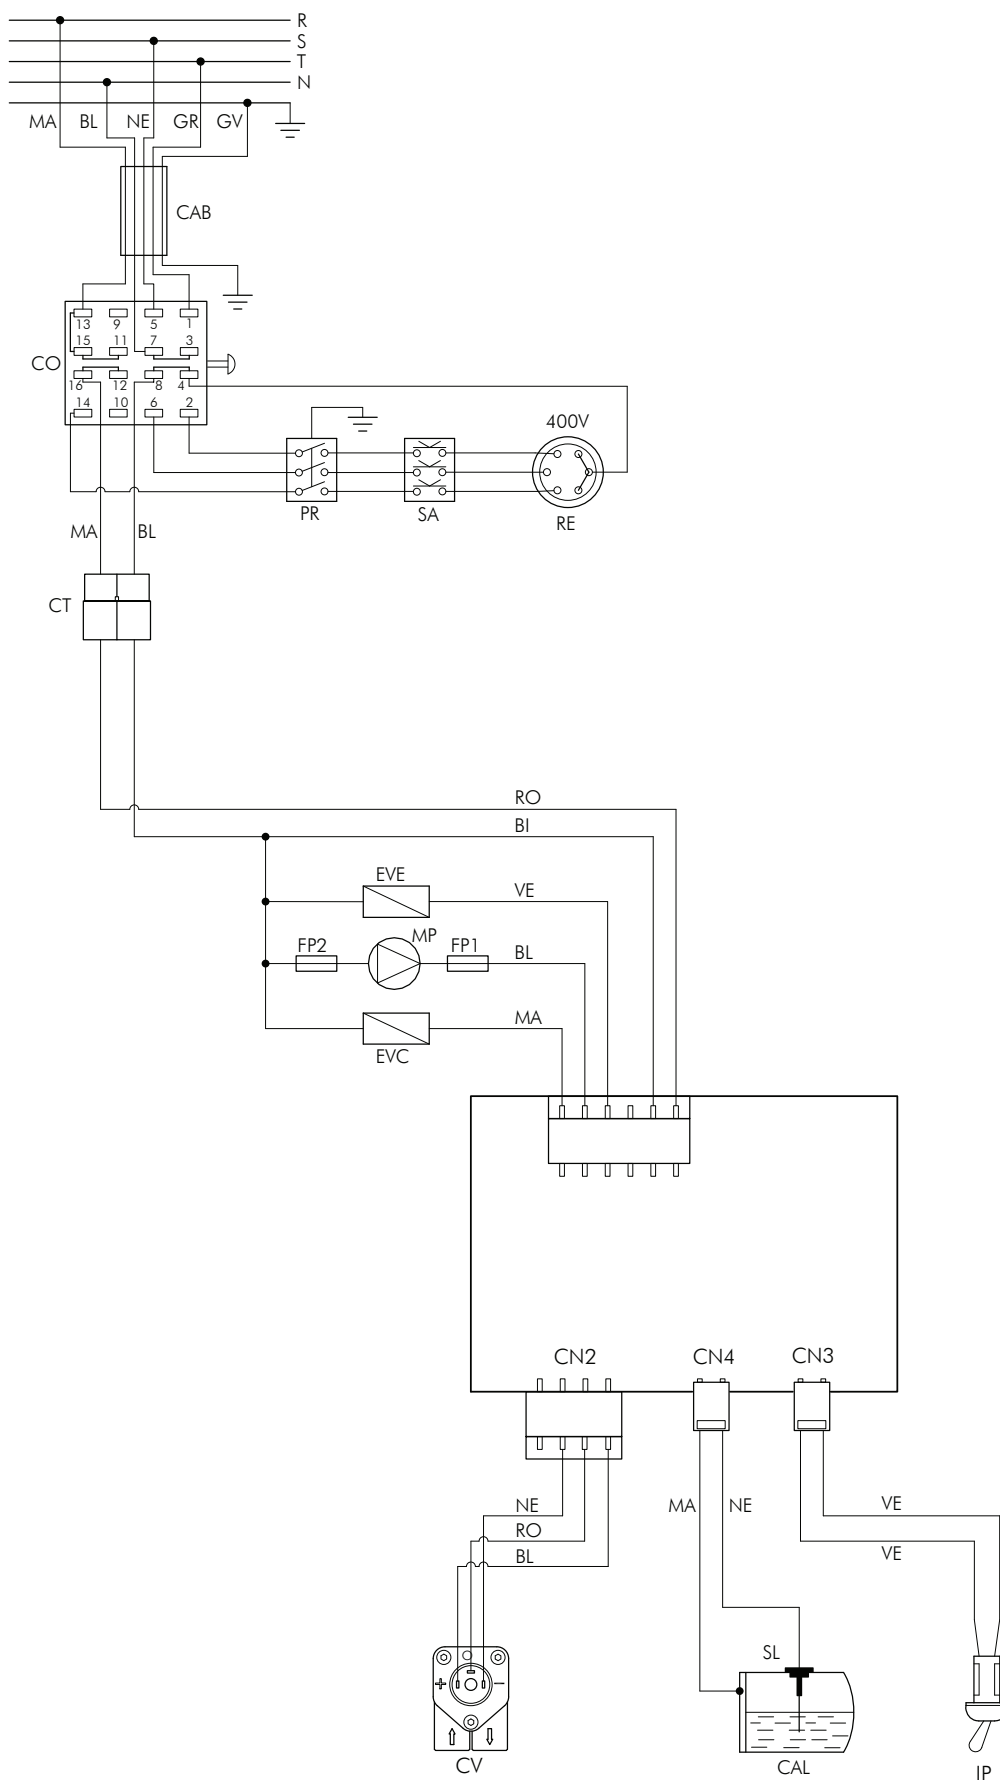 R
S
T
N
MA BL NE GR GV
CAB
13 9 5 1
15 11 7 3
CO
16 12 8 4
14 10 6 2
400V
PR SA RE
MA BL
CT
RO
BI
EVE
VE
FP2 MP FP1
BL
MA
EVC
CN2 CN4 CN3
NE MA NE VE
RO
VE
BL
SL
+ −
CV CAL IP